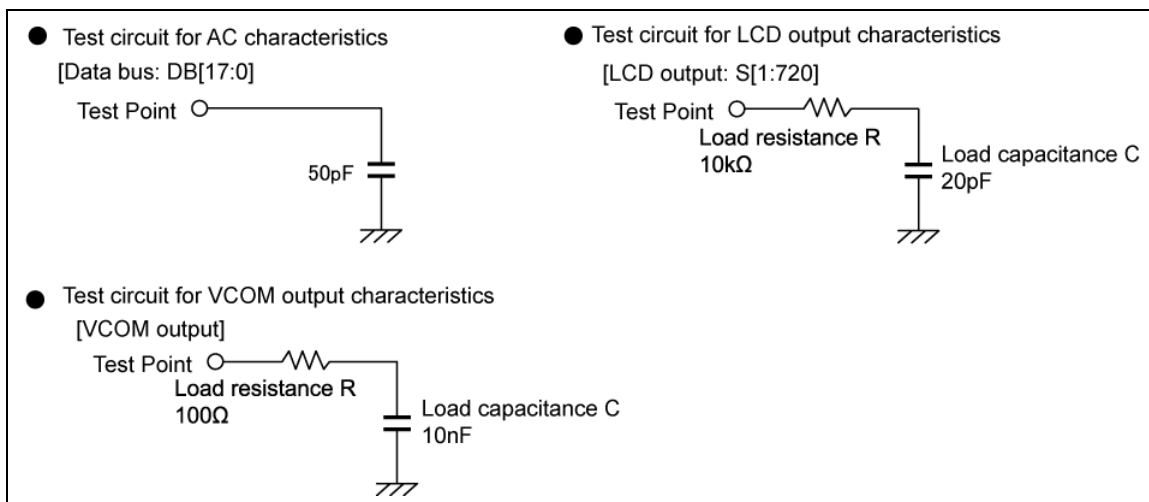 ● Test circuit for AC characteristics
[Data bus: DB[17:0]
Test Point
50pF
● Test circuit for LCD output characteristics
[LCD output: S[1:720]
Test Point
Load resistance R
10kΩ
Load capacitance C
20pF
● Test circuit for VCOM output characteristics
[VCOM output]
Test Point
Load resistance R
100Ω
Load capacitance C
10nF